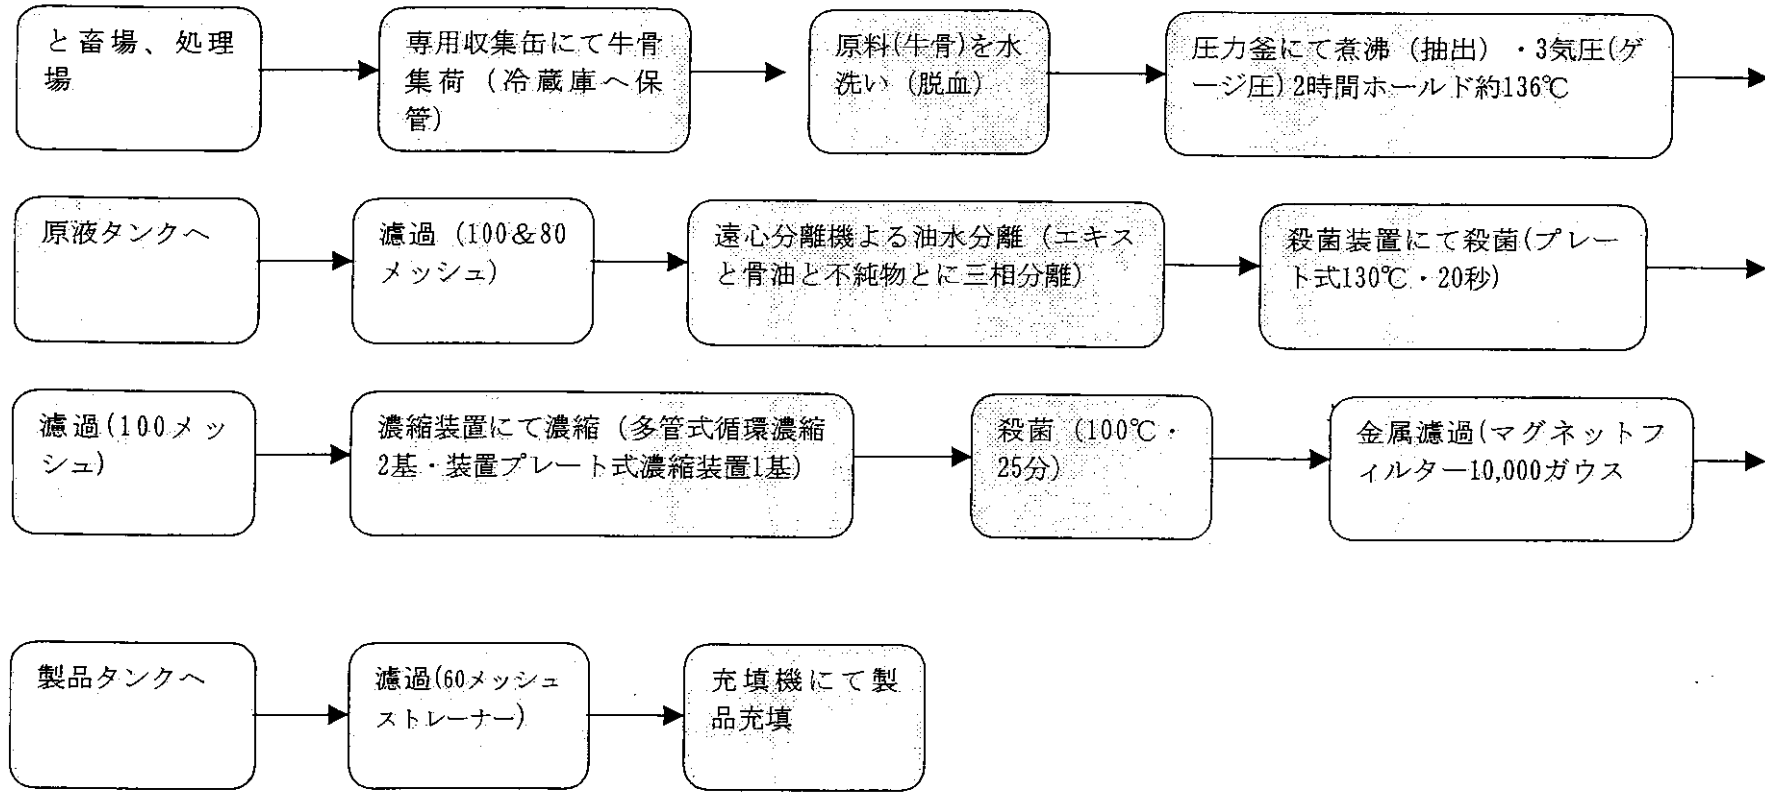 と畜場、処理
場
専用収集缶にて牛骨
集荷（冷蔵庫へ保
管）
原料(牛骨)を水
洗い（脱血）
圧力釜にて煮沸（抽出）・3気圧(ゲ
ージ圧)2時間ホールド約136℃
原液タンクへ
濾過（100&80
メッシュ）
遠心分離機よる油水分離（エキス
と骨油と不純物とに三相分離）
殺菌装置にて殺菌(プレー
ト式130℃・20秒)
濾過(100メッ
シュ)
濃縮装置にて濃縮（多管式循環濃縮
2基・装置プレート式濃縮装置1基）
殺菌（100℃・
25分）
金属濾過(マグネットフ
ィルター10,000ガウス
製品タンクへ
濾過(60メッシュ
ストレーナー)
充填機にて製
品充填